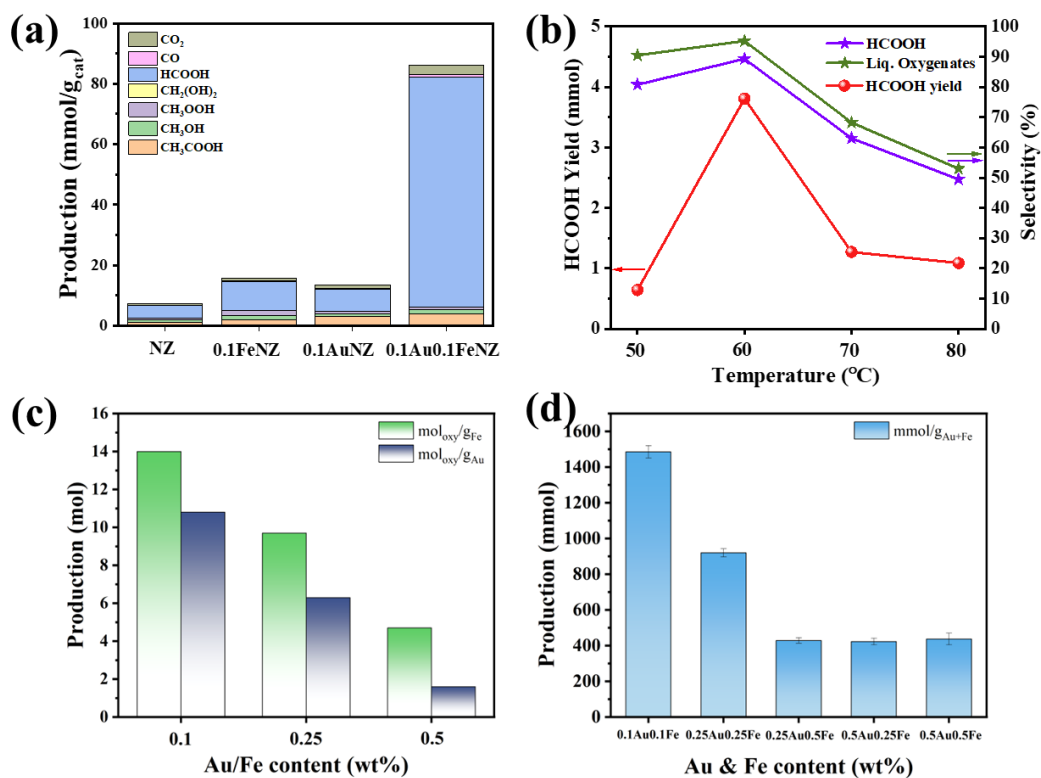 (a)
100
80
60
40
20
0
Production (mmol/g_cat)
CO₂
CO
HCOOH
CH₂(OH)₂
CH₃OOH
CH₃OH
CH₃COOH
NZ 0.1FeNZ 0.1AuNZ 0.1Au0.1FeNZ
(b)
5
4
3
2
1
0
HCOOH Yield (mmol)
HCOOH
Liq. Oxygenates
HCOOH yield
100
90
80
70
60
50
40
30
20
10
0
Selectivity (%)
50 60 70 80
Temperature (°C)
(c)
16
14
12
10
8
6
4
2
0
Production (mol)
mol_oxy/g_Fe
mol_oxy/g_Au
0.1 0.25 0.5
Au/Fe content (wt%)
(d)
1600
1400
1200
1000
800
600
400
200
0
Production (mmol)
mmol/g_Au+Fe
0.1Au0.1Fe 0.25Au0.25Fe 0.25Au0.5Fe 0.5Au0.25Fe 0.5Au0.5Fe
Au & Fe content (wt%)